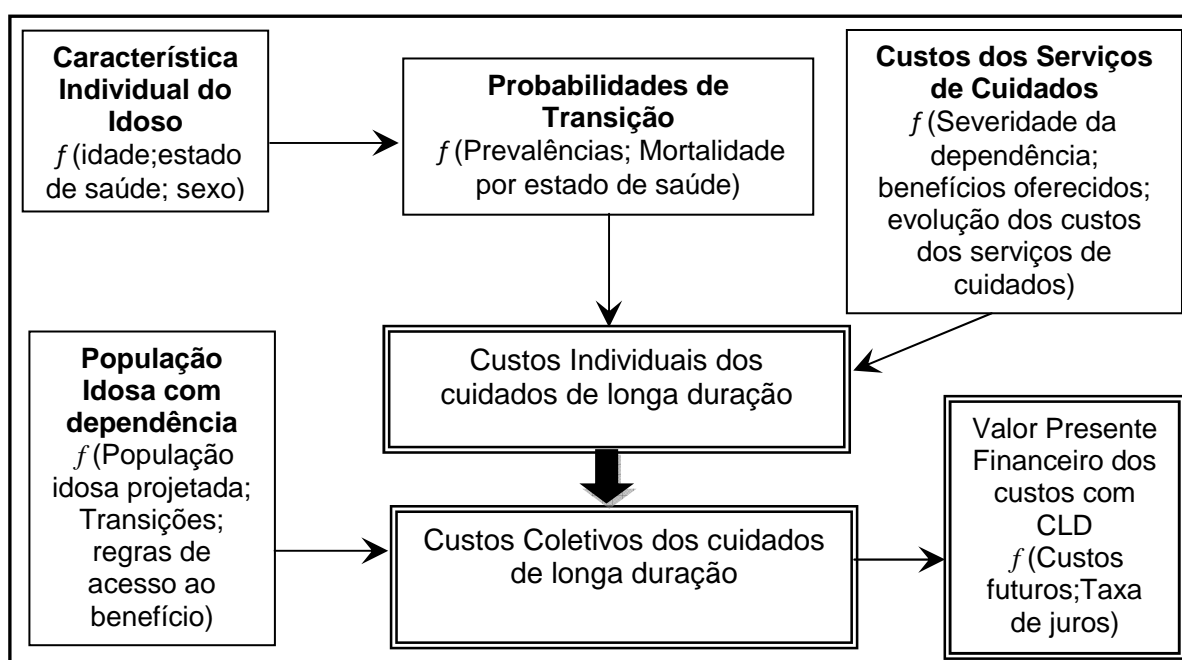 Característica
Individual do
Idoso
f (idade;estado
de saúde; sexo)
Probabilidades de
Transição
f (Prevalências; Mortalidade
por estado de saúde)
Custos dos Serviços
de Cuidados
f (Severidade da
dependência;
benefícios oferecidos;
evolução dos custos
dos serviços de
cuidados)
Custos Individuais dos
cuidados de longa duração
População
Idosa com
dependência
f (População
idosa projetada;
Transições;
regras de
acesso ao
benefício)
Custos Coletivos dos cuidados
de longa duração
Valor Presente
Financeiro dos
custos com
CLD
f (Custos
futuros;Taxa
de juros)